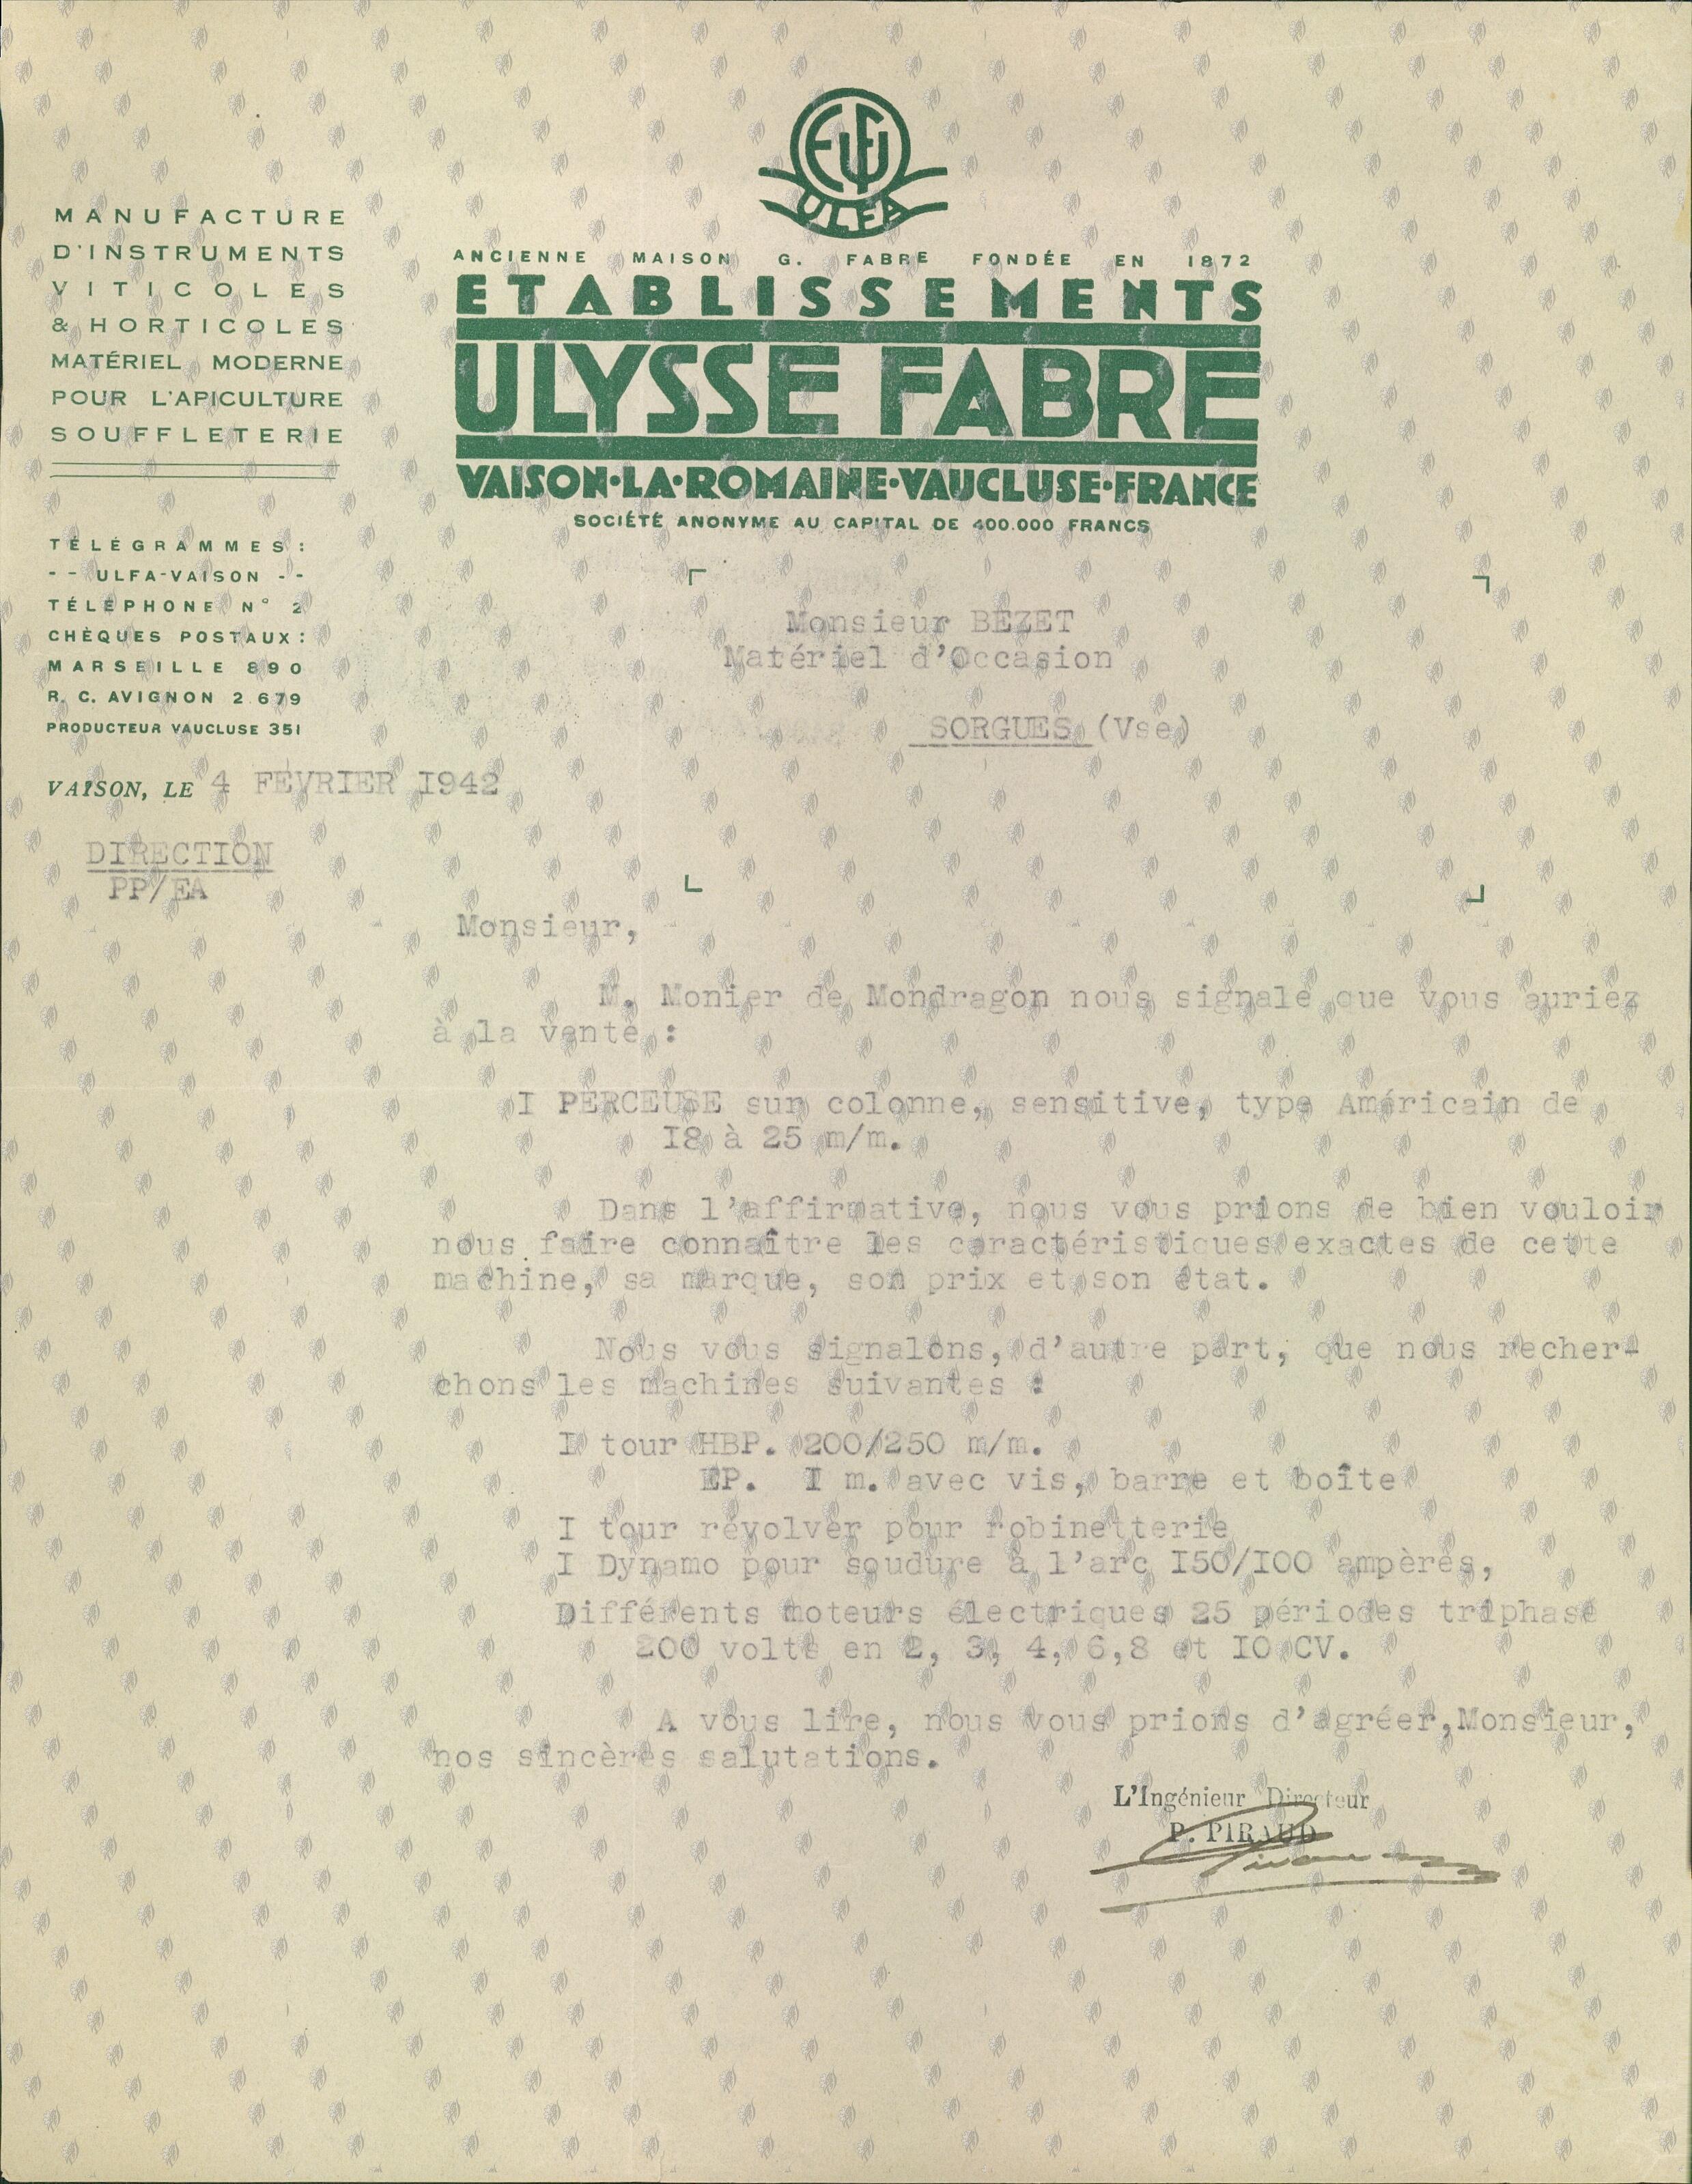 EUF
ULFA
MANUFACTURE
D'INSTRUMENTS
VITICOLES
& HORTICOLES
MATÉRIEL MODERNE
POUR L'APICULTURE
SOUFFLETERIE
ANCIENNE MAISON G. FABRE FONDÉE EN 1872
ETABLISSEMENTS
ULYSSE FABRE
VAISON·LA·ROMAINE·VAUCLUSE·FRANCE
SOCIÉTÉ ANONYME AU CAPITAL DE 400.000 FRANCS
TÉLÉGRAMMES:
-- ULFA-VAISON --
TÉLÉPHONE N° 2
CHÈQUES POSTAUX:
MARSEILLE 890
R. C. AVIGNON 2 679
PRODUCTEUR VAUCLUSE 351
Monsieur BEZET
Matériel d'Occasion
SORGUES (Vse)
VAISON, LE 4 FEVRIER I942
DIRECTION
PP/EA
Monsieur,
M. Monier de Mondragon nous signale que vous auriez
à la vente :
I PERCEUSE sur colonne, sensitive, type Américain de
I8 à 25 m/m.
Dans l'affirmative, nous vous prions de bien vouloir
nous faire connaître les caractéristiques exactes de cette
machine, sa marque, son prix et son état.
Nous vous signalons, d'autre part, que nous recher-
chons les machines suivantes :
I tour HBP. 200/250 m/m.
EP. I m. avec vis, barre et boîte
I tour révolver pour robinetterie
I Dynamo pour soudure à l'arc I50/I00 ampères,
Différents moteurs électriques 25 périodes triphasé
200 volts en 2, 3, 4, 6,8 et I0 CV.
A vous lire, nous vous prions d'agréer,Monsieur,
nos sincères salutations.
L'Ingénieur Directeur
P. PIRAUD